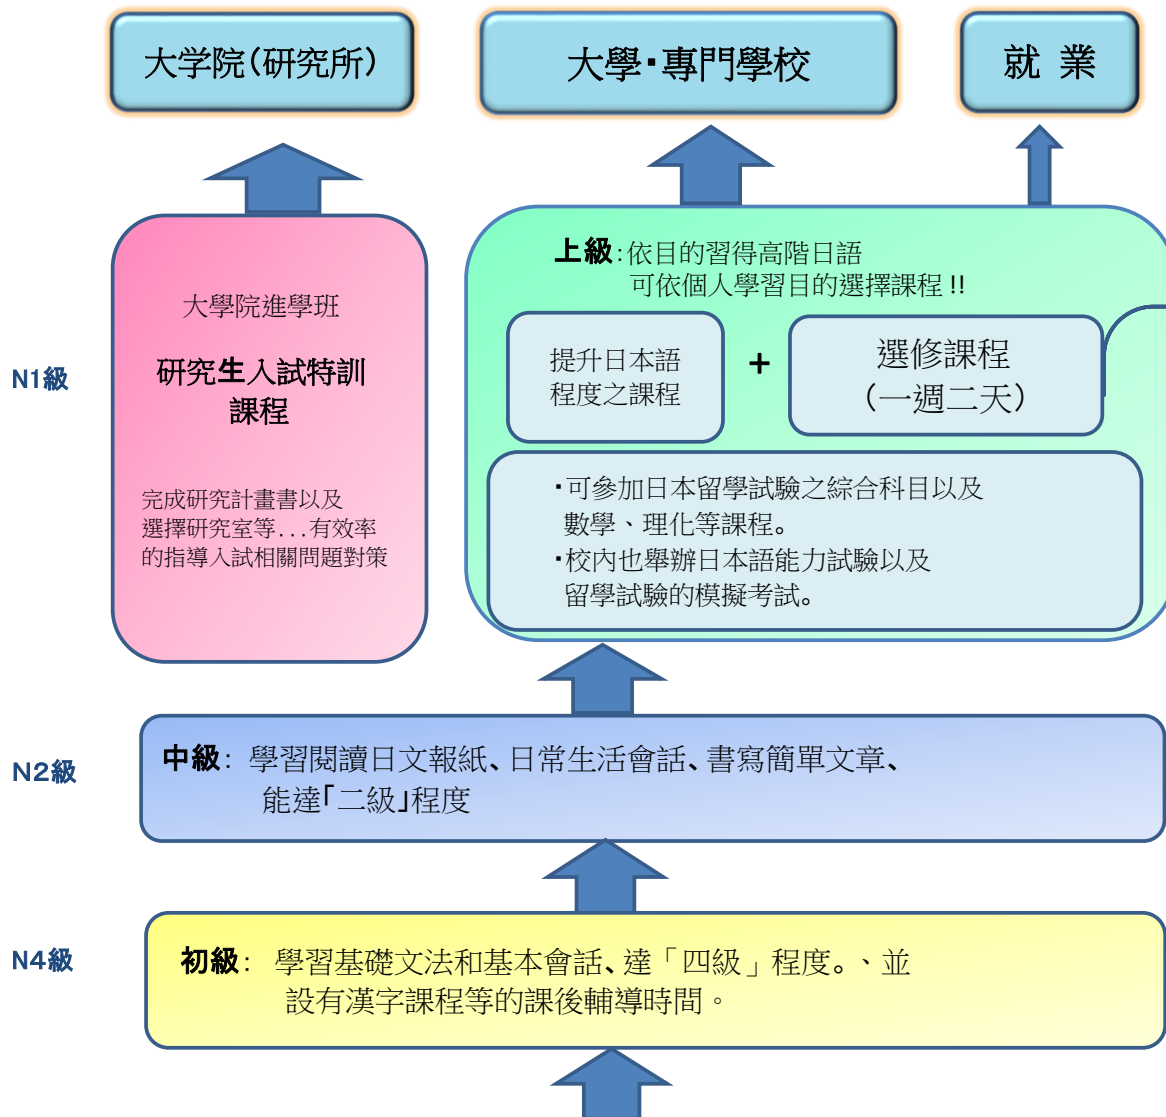 大学院(研究所)
大學・專門學校
就 業
N1級
大學院進學班
研究生入試特訓
課程
完成研究計畫書以及
選擇研究室等...有效率
的指導入試相關問題對策
上級:依目的習得高階日語
可依個人學習目的選擇課程!!
提升日本語
程度之課程
+
選修課程
(一週二天)
・可參加日本留學試驗之綜合科目以及
數學、理化等課程。
・校內也舉辦日本語能力試驗以及
留學試驗的模擬考試。
N2級
中級: 學習閱讀日文報紙、日常生活會話、書寫簡單文章、
能達「二級」程度
N4級
初級: 學習基礎文法和基本會話、達「四級」程度。、並
設有漢字課程等的課後輔導時間。